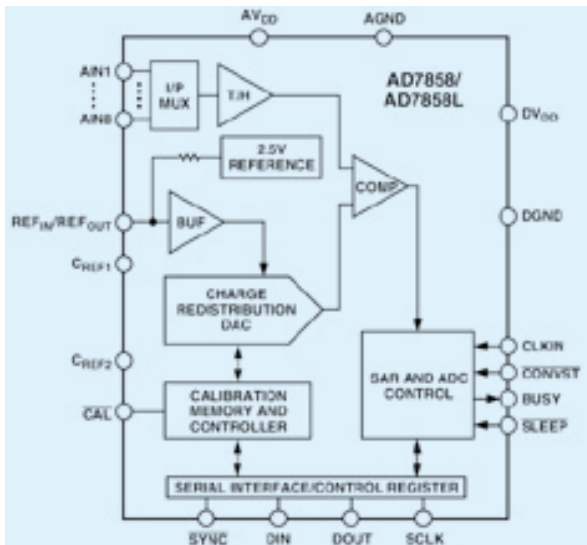 AVDD
AGND
AIN1
AIN8
I/P
MUX
T/H
AD7858/
AD7858L
DVDD
2.5V
REFERENCE
COMP
REFIN/REFOUT
BUF
DGND
CREF1
CHARGE
REDISTRIBUTION
DAC
CREF2
CAL
CALIBRATION
MEMORY AND
CONTROLLER
SAR AND ADC
CONTROL
CLKIN
CONVST
BUSY
SLEEP
SERIAL INTERFACE/CONTROL REGISTER
SYNC
DIN
DOUT
SCLK